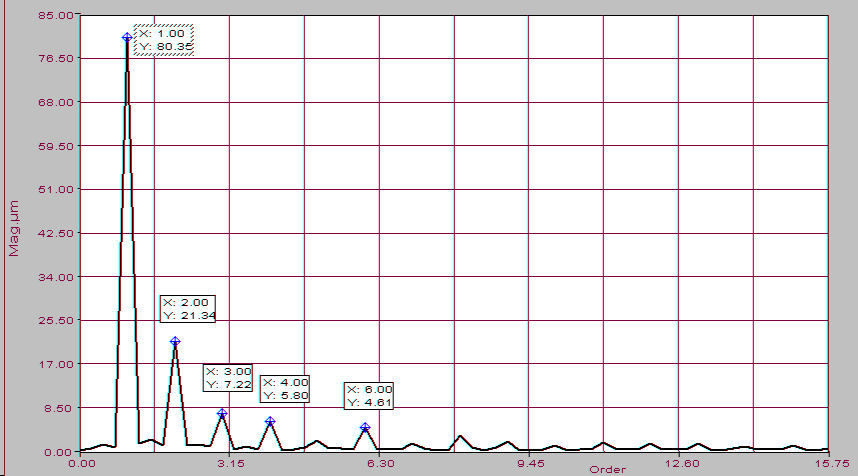 85.00
X: 1.00
Y: 80.35
76.50
68.00
59.50
51.00
Mag.µm
42.50
34.00
X: 2.00
Y: 21.34
25.50
17.00
X: 3.00
Y: 7.22
X: 4.00
Y: 5.80
X: 6.00
Y: 4.61
8.50
0.00
0.00 3.15 6.30 9.45 12.60 15.75
Order